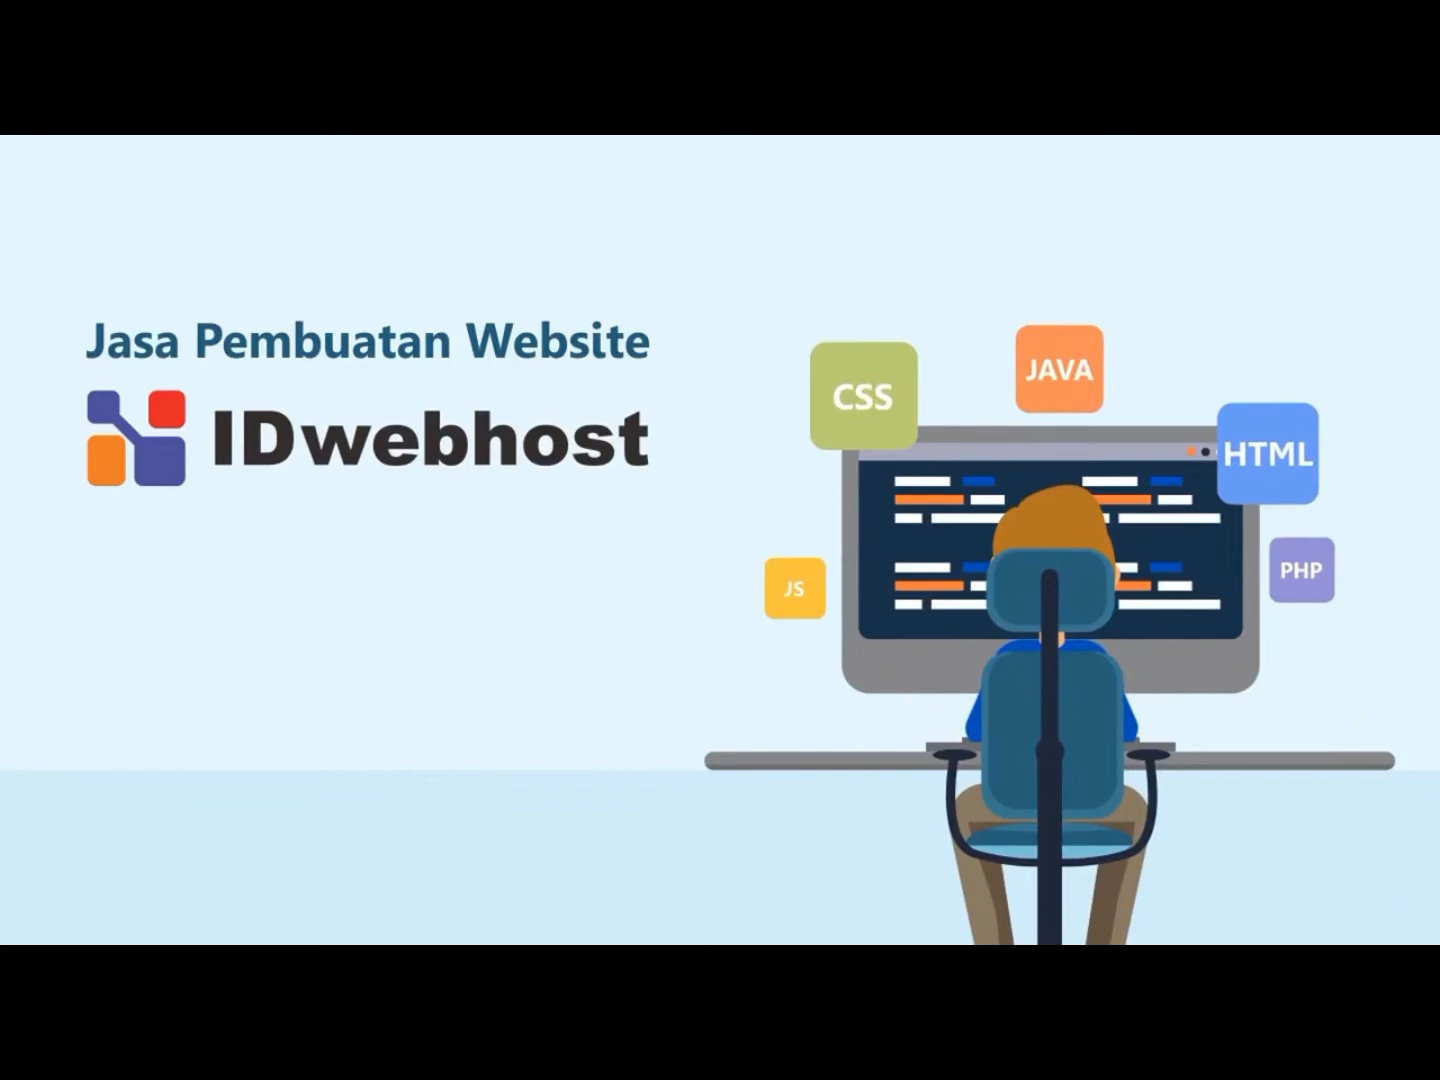 Jasa Pembuatan Website
IDwebhost
CSS
JAVA
HTML
JS
PHP